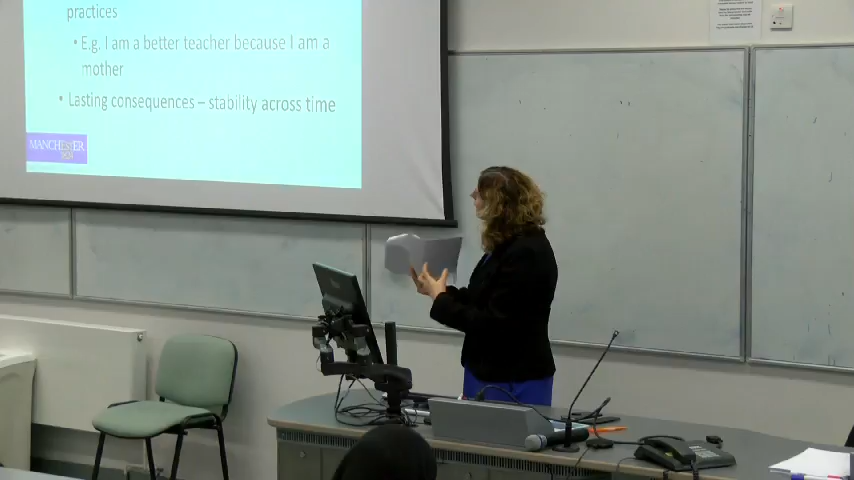 practices
• E.g. I am a better teacher because I am a
mother
• Lasting consequences – stability across time
MANCHESTER
1824